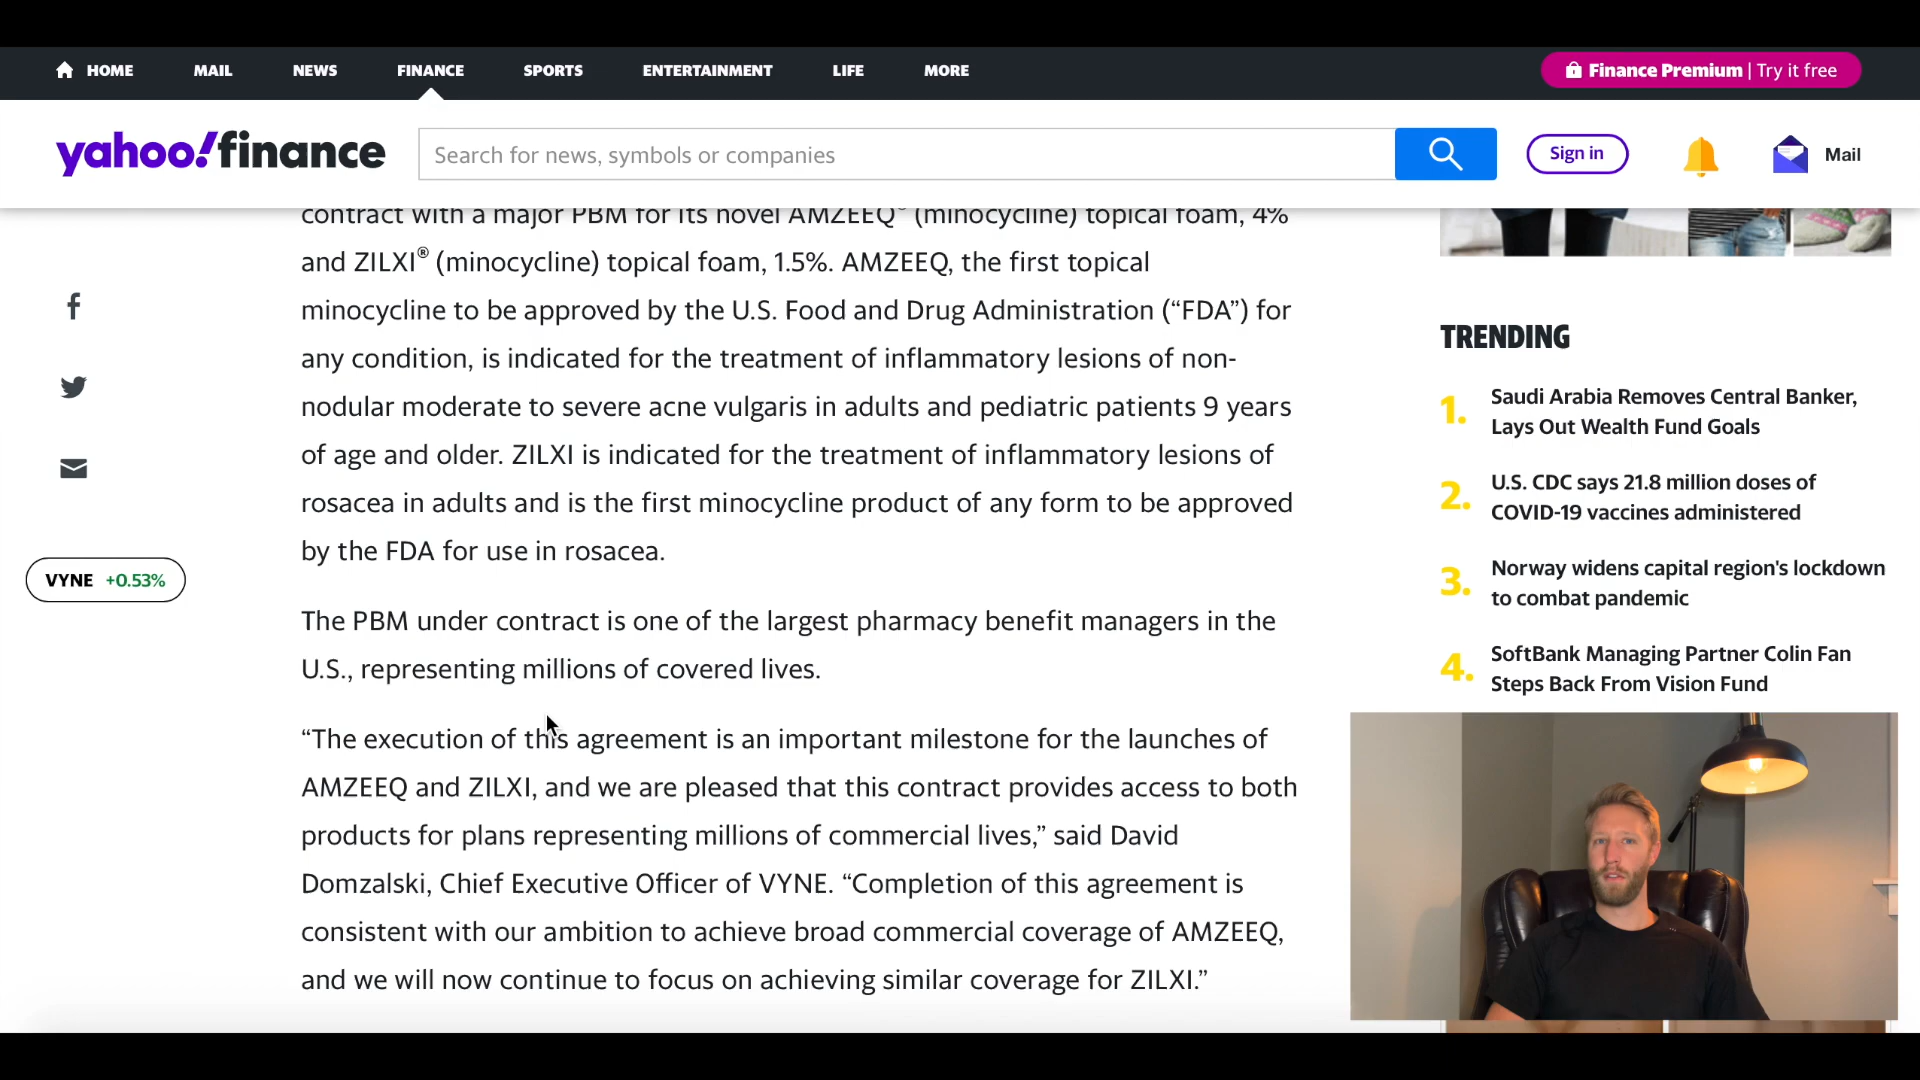 HOME MAIL NEWS FINANCE SPORTS ENTERTAINMENT LIFE MORE Finance Premium | Try it free
yahoo!finance Search for news, symbols or companies Sign in Mail
contract with a major PBM for its novel AMZEEQ® (minocycline) topical foam, 4%
and ZILXI® (minocycline) topical foam, 1.5%. AMZEEQ, the first topical
minocycline to be approved by the U.S. Food and Drug Administration (“FDA”) for
any condition, is indicated for the treatment of inflammatory lesions of non-
nodular moderate to severe acne vulgaris in adults and pediatric patients 9 years
of age and older. ZILXI is indicated for the treatment of inflammatory lesions of
rosacea in adults and is the first minocycline product of any form to be approved
by the FDA for use in rosacea.
VYNE +0.53%
The PBM under contract is one of the largest pharmacy benefit managers in the
U.S., representing millions of covered lives.
“The execution of this agreement is an important milestone for the launches of
AMZEEQ and ZILXI, and we are pleased that this contract provides access to both
products for plans representing millions of commercial lives,” said David
Domzalski, Chief Executive Officer of VYNE. “Completion of this agreement is
consistent with our ambition to achieve broad commercial coverage of AMZEEQ,
and we will now continue to focus on achieving similar coverage for ZILXI.”
TRENDING
1. Saudi Arabia Removes Central Banker,
Lays Out Wealth Fund Goals
2. U.S. CDC says 21.8 million doses of
COVID-19 vaccines administered
3. Norway widens capital region's lockdown
to combat pandemic
4. SoftBank Managing Partner Colin Fan
Steps Back From Vision Fund